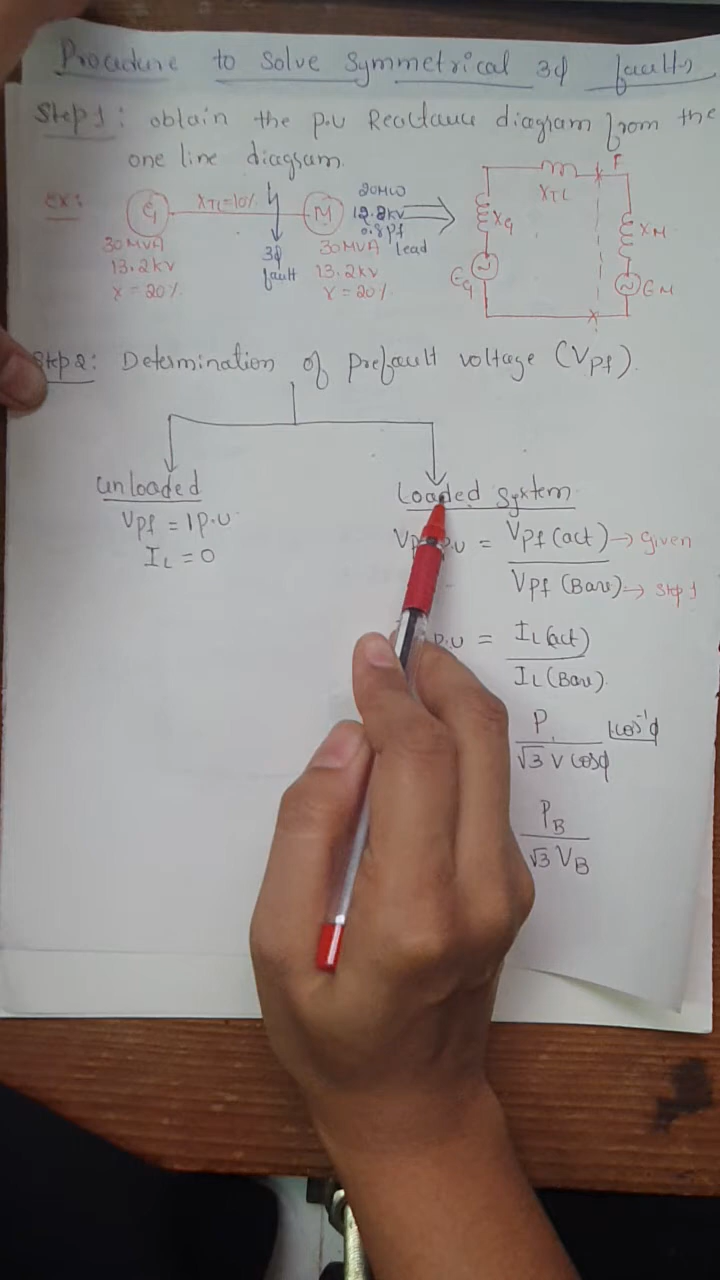 Procedure to solve symmetrical 3ϕ faults
Step 1: obtain the p.u Reactance diagram from the
one line diagram.
Ex:
G
XTL=10%
M
20MW
12.8kv
0.8pf
Lead
30MVA
13.2kv
X = 20%
3ϕ
fault
30MVA
13.2kv
X = 20%
XTL
F
XG
EG
XM
EM
Step 2: Determination of prefault voltage (Vpf).
unloaded
Vpf = 1p.u
IL = 0
Loaded system
p.u = Vpf(act) → Given
Vpf (Base) → Step 1
p.u = IL(act)
IL(Base)
P
√3 V cosϕ
cos⁻¹ϕ
PB
√3 VB